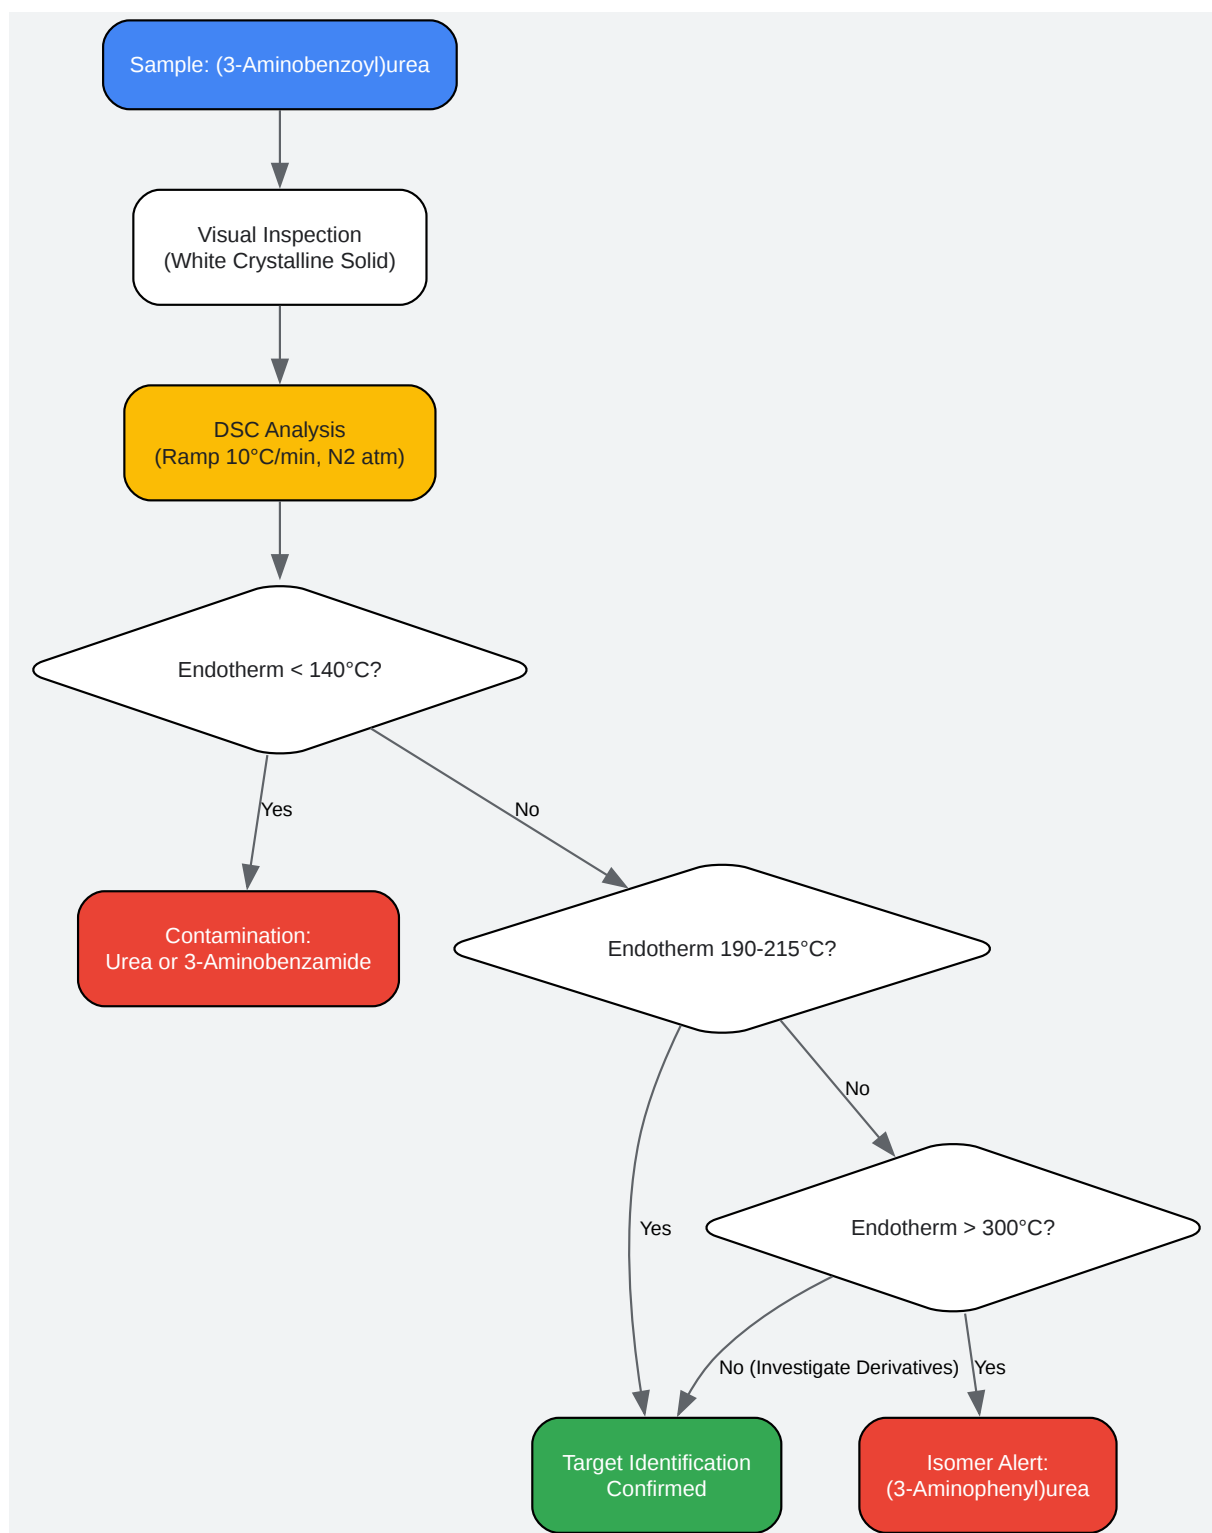 Sample: (3-Aminobenzoyl)urea
Visual Inspection
(White Crystalline Solid)
DSC Analysis
(Ramp 10°C/min, N2 atm)
Endotherm < 140°C?
Yes
No
Contamination:
Urea or 3-Aminobenzamide
Endotherm 190-215°C?
No
Yes
Endotherm > 300°C?
No (Investigate Derivatives)
Yes
Target Identification
Confirmed
Isomer Alert:
(3-Aminophenyl)urea